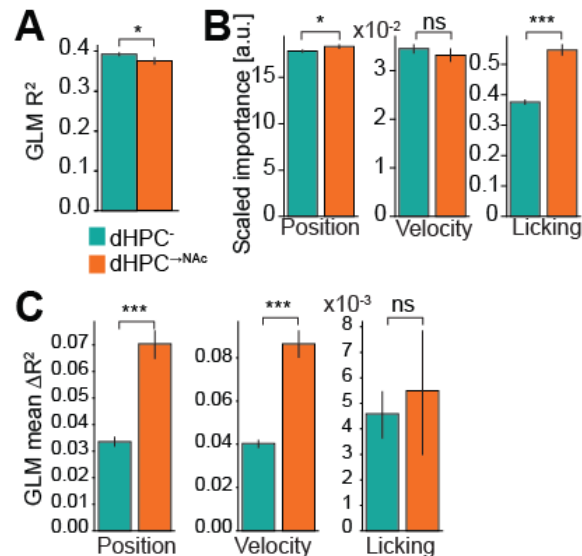 A
*
GLM R²
0.4
0.3
0.2
0.1
0.0
dHPC⁻
dHPC→NAc
B
Scaled importance [a.u.]
*
15
10
5
0
Position
x10⁻²
ns
3
2
1
0
Velocity
***
0.5
0.4
0.3
0.2
0.1
0
Licking
C
GLM mean ΔR²
***
0.07
0.06
0.05
0.04
0.03
0.02
0.01
0.00
Position
***
0.08
0.06
0.04
0.02
0.00
Velocity
x10⁻³
ns
8
7
6
5
4
3
2
1
0
Licking